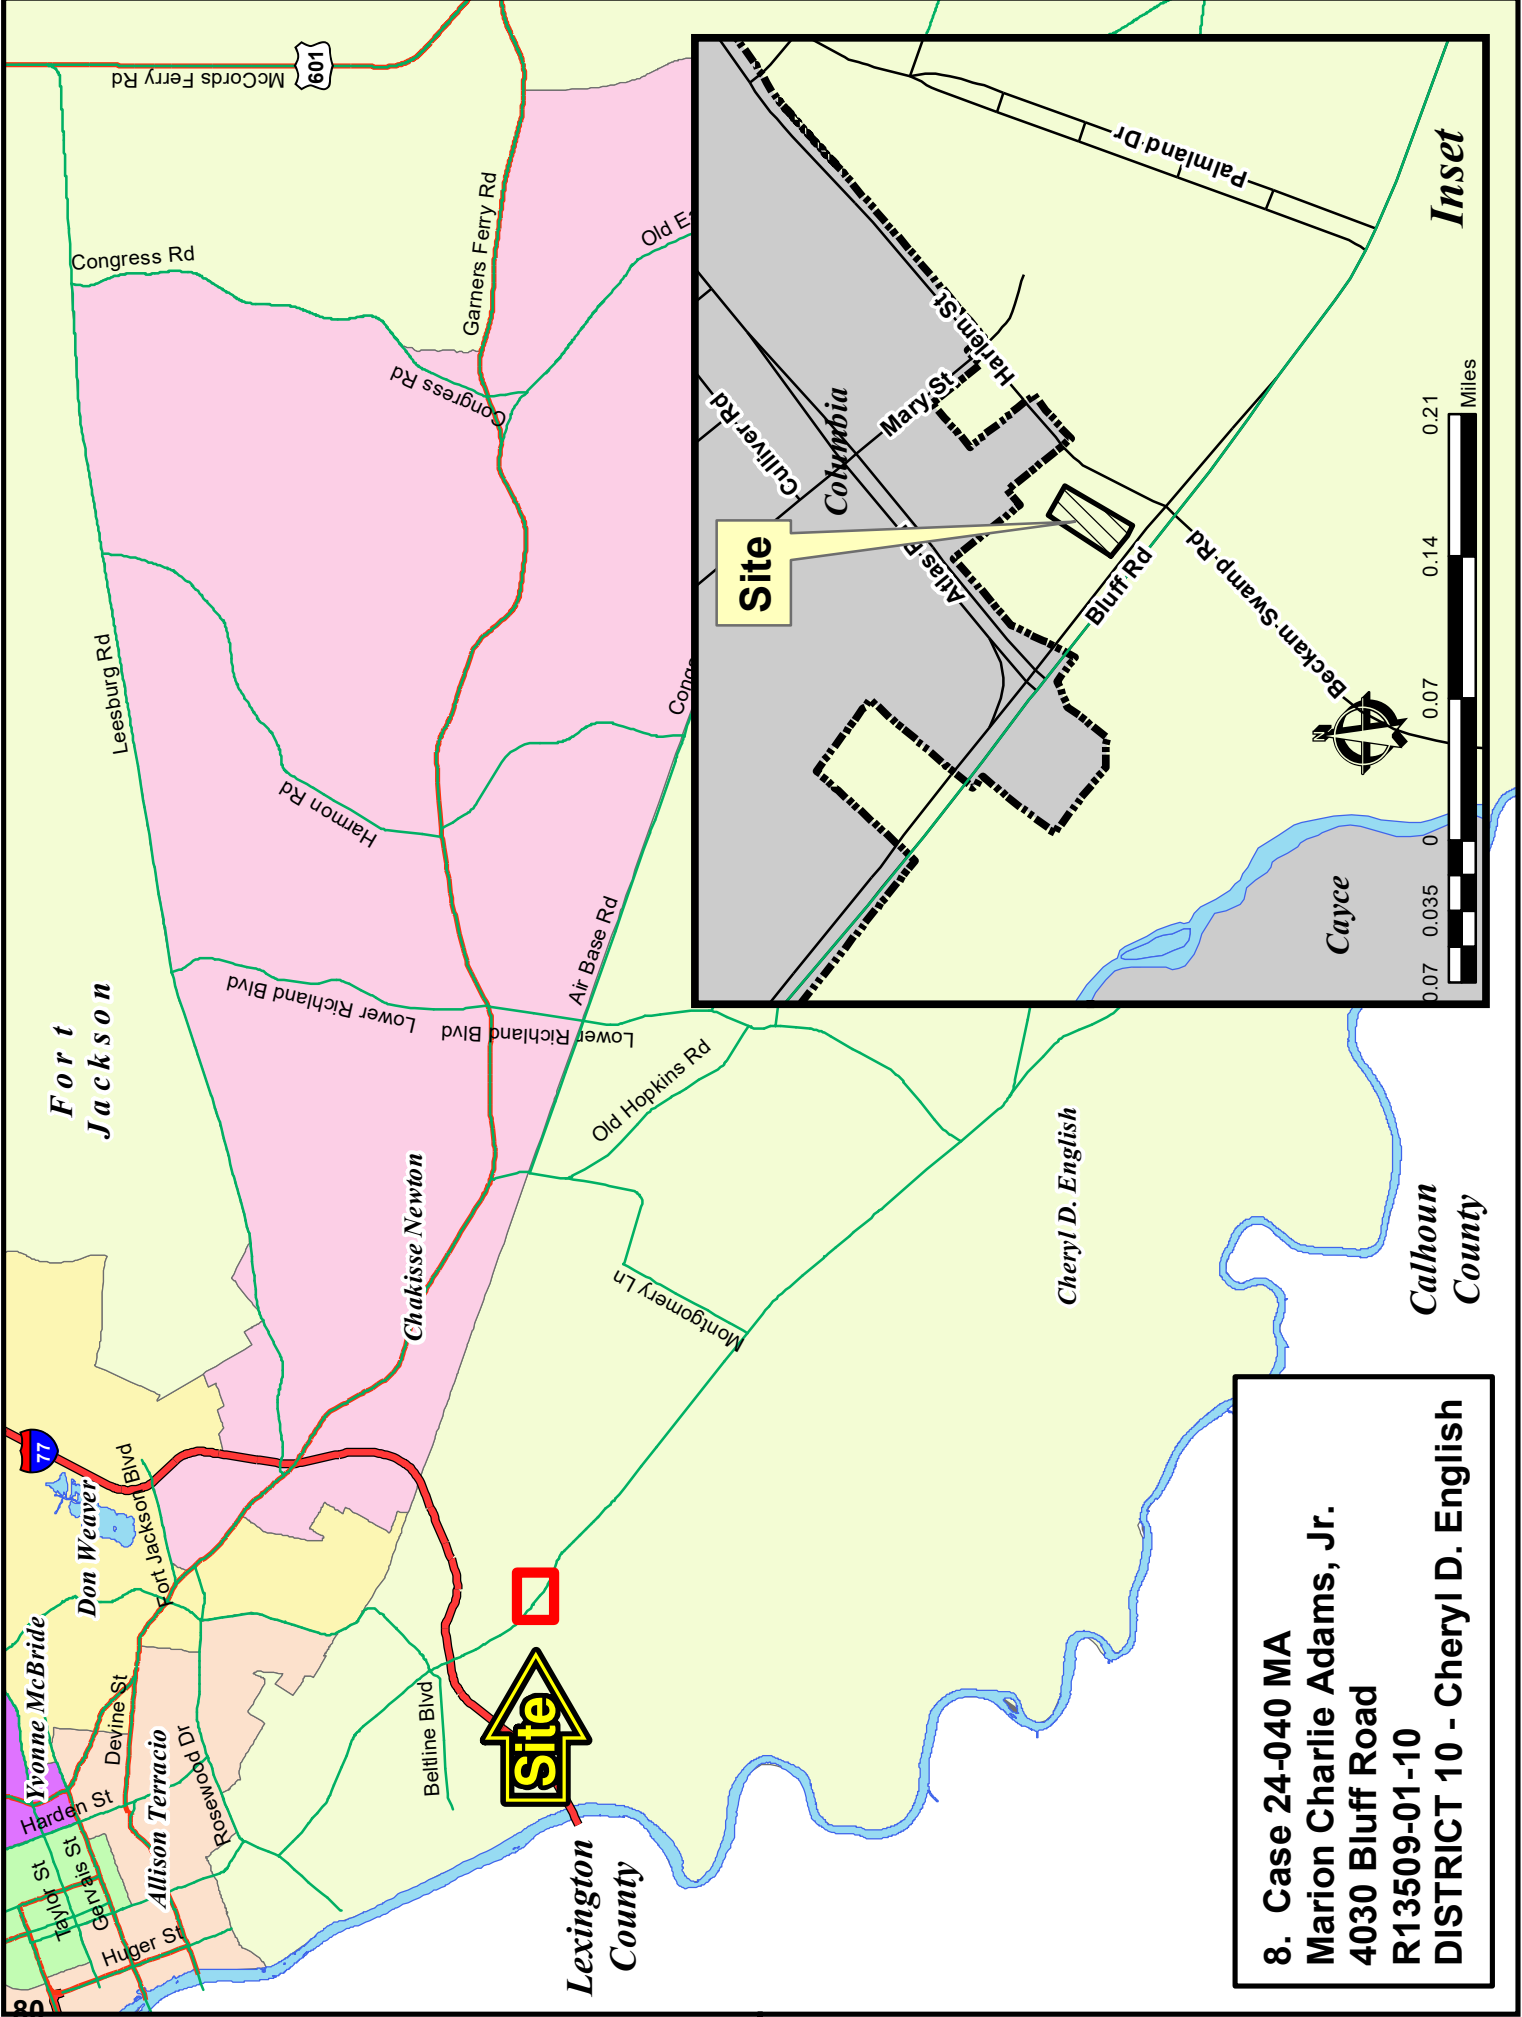 Fort
Jackson
77
601
McCords Ferry Rd
Congress Rd
Leesburg Rd
Garners Ferry Rd
Congress Rd
Harmon Rd
Lower Richland Blvd
Lower Richland Blvd
Air Base Rd
Old Hopkins Rd
Montgomery Ln
Chakisse Newton
Cheryl D. English
Don Weaver
Fort Jackson Blvd
Yvonne McBride
Devine St
Allison Terracio
Rosewood Dr
Harden St
Taylor St
Gervais St
Huger St
Beltline Blvd
Site
Lexington
County
Calhoun
County
Cayce
Site
Columbia
Culliver Rd
Mary St
Harlem St
Palmland Dr
Bluff Rd
Beckam Swamp Rd
Inset
N
0.07 0.035 0 0.07 0.14 0.21
Miles
8. Case 24-040 MA
Marion Charlie Adams, Jr.
4030 Bluff Road
R13509-01-10
DISTRICT 10 - Cheryl D. English
80